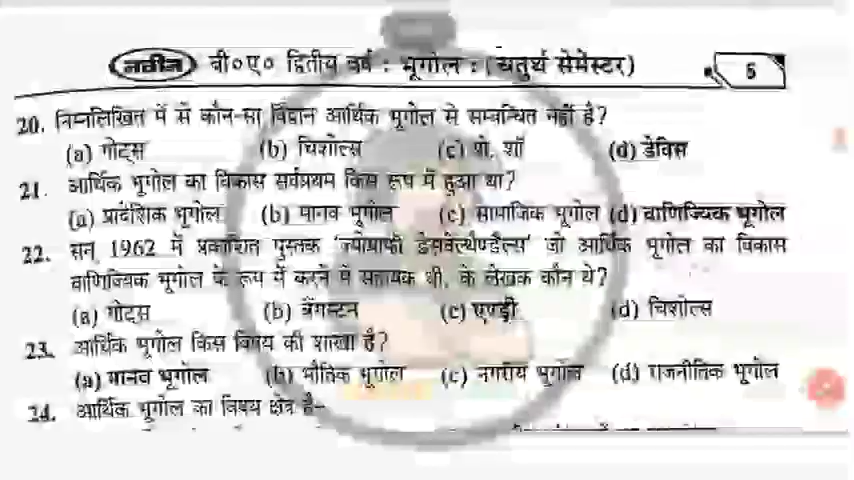 नवीन बी०ए० द्वितीय वर्ष : भूगोल : (चतुर्थ सेमेस्टर) 5
20. निम्नलिखित में से कौन-सा विद्वान आर्थिक भूगोल से सम्बन्धित नहीं है?
(a) गोट्स (b) चिशोल्स (c) प्रो. शॉ (d) डेविस
21. आर्थिक भूगोल का विकास सर्वप्रथम किस रूप में हुआ था?
(a) प्रादेशिक भूगोल (b) मानव भूगोल (c) सामाजिक भूगोल (d) वाणिज्यिक भूगोल
22. सन् 1962 में प्रकाशित पुस्तक 'ज्योग्राफी जो आर्थिक भूगोल का विकास
वाणिज्यिक भूगोल के रूप में करने में सहायक थी, के लेखक कौन थे?
(a) गोट्स (b) बैंगस्टन (c) एण्ड्री (d) चिशोल्स
23. आर्थिक भूगोल किस विषय की शाखा है?
(a) मानव भूगोल (b) भौतिक भूगोल (c) नगरीय भूगोल (d) राजनीतिक भूगोल
24. आर्थिक भूगोल का विषय क्षेत्र है-